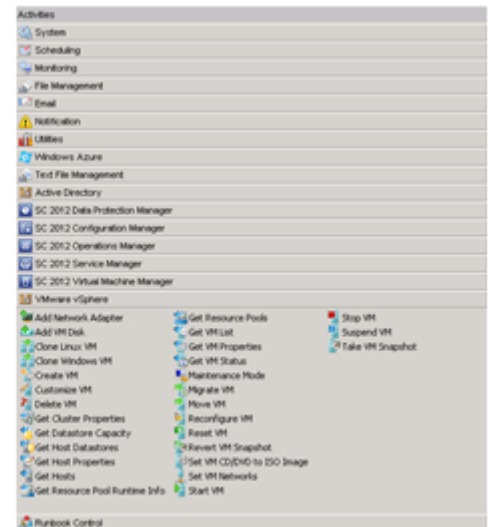 Activities
System
Scheduling
Monitoring
File Management
Email
Notification
Utilities
Windows Azure
Text File Management
Active Directory
SC 2012 Data Protection Manager
SC 2012 Configuration Manager
SC 2012 Operations Manager
SC 2012 Service Manager
SC 2012 Virtual Machine Manager
VMware vSphere
Add Network Adapter
Add VM Disk
Clone Linux VM
Clone Windows VM
Create VM
Customize VM
Delete VM
Get Cluster Properties
Get Datastore Capacity
Get Host Datastores
Get Host Properties
Get Hosts
Get Resource Pool Runtime Info
Get Resource Pools
Get VM List
Get VM Properties
Get VM Status
Maintenance Mode
Migrate VM
Move VM
Reconfigure VM
Reset VM
Revert VM Snapshot
Set VM CD/DVD to ISO Image
Set VM Networks
Start VM
Stop VM
Suspend VM
Take VM Snapshot
Runbook Control